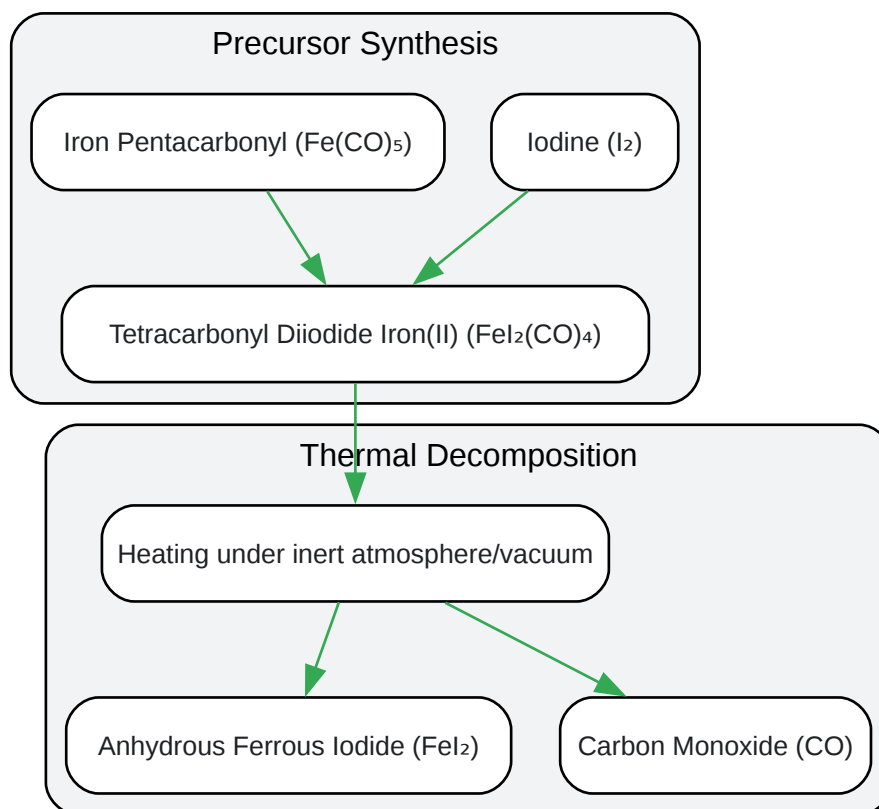 Precursor Synthesis
Iron Pentacarbonyl (Fe(CO)₅)
Iodine (I₂)
Tetracarbonyl Diiodide Iron(II) (FeI₂(CO)₄)
Thermal Decomposition
Heating under inert atmosphere/vacuum
Anhydrous Ferrous Iodide (FeI₂)
Carbon Monoxide (CO)